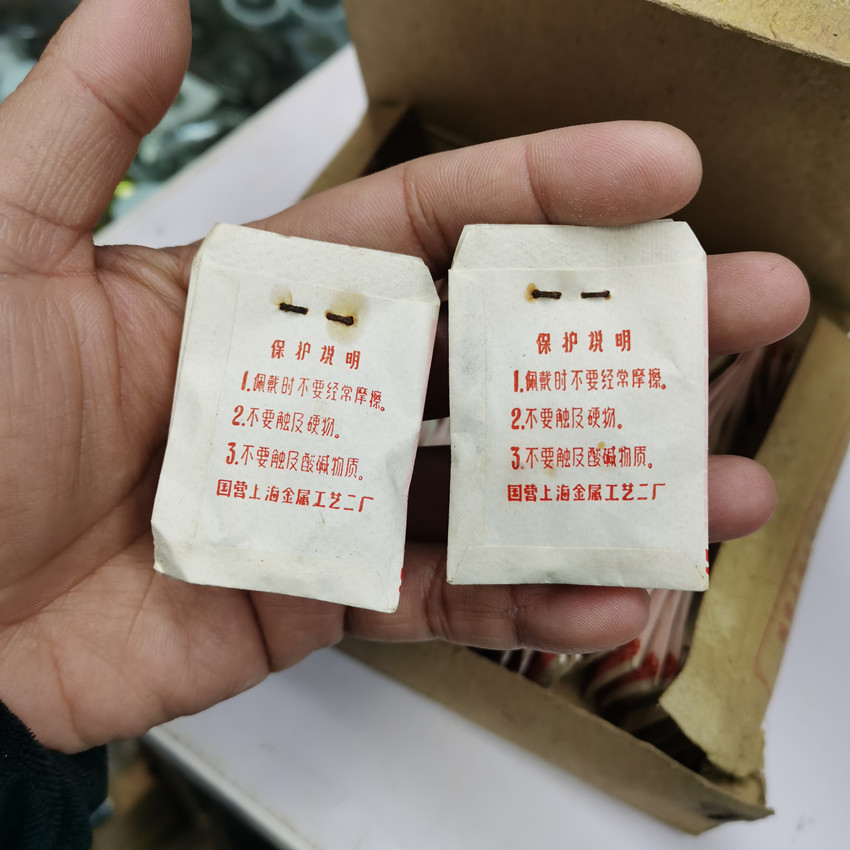 保护说明
1.佩戴时不要经常摩擦。
2.不要触及硬物。
3.不要触及酸碱物质。
国营上海金属工艺二厂
保护说明
1.佩戴时不要经常摩擦。
2.不要触及硬物。
3.不要触及酸碱物质。
国营上海金属工艺二厂